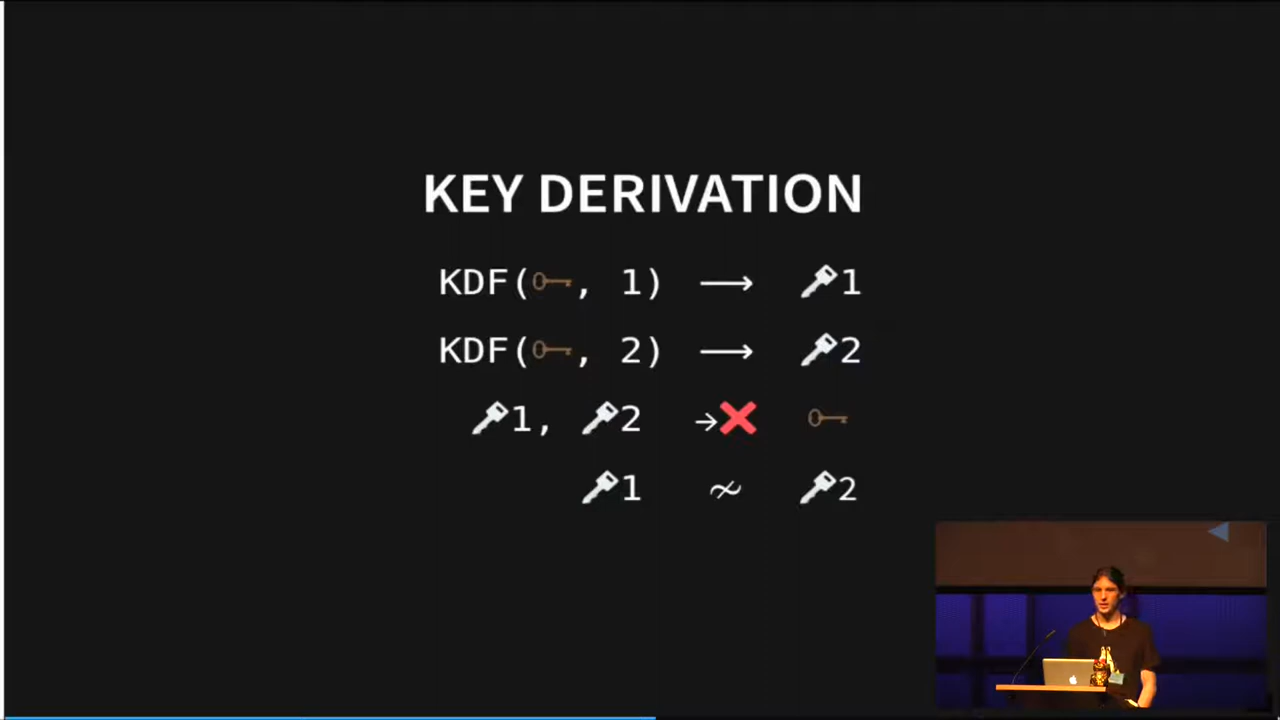 KEY DERIVATION
KDF(🗝, 1) ⟶ 🔑1
KDF(🗝, 2) ⟶ 🔑2
🔑1, 🔑2 →❌ 🗝
🔑1 ≁ 🔑2